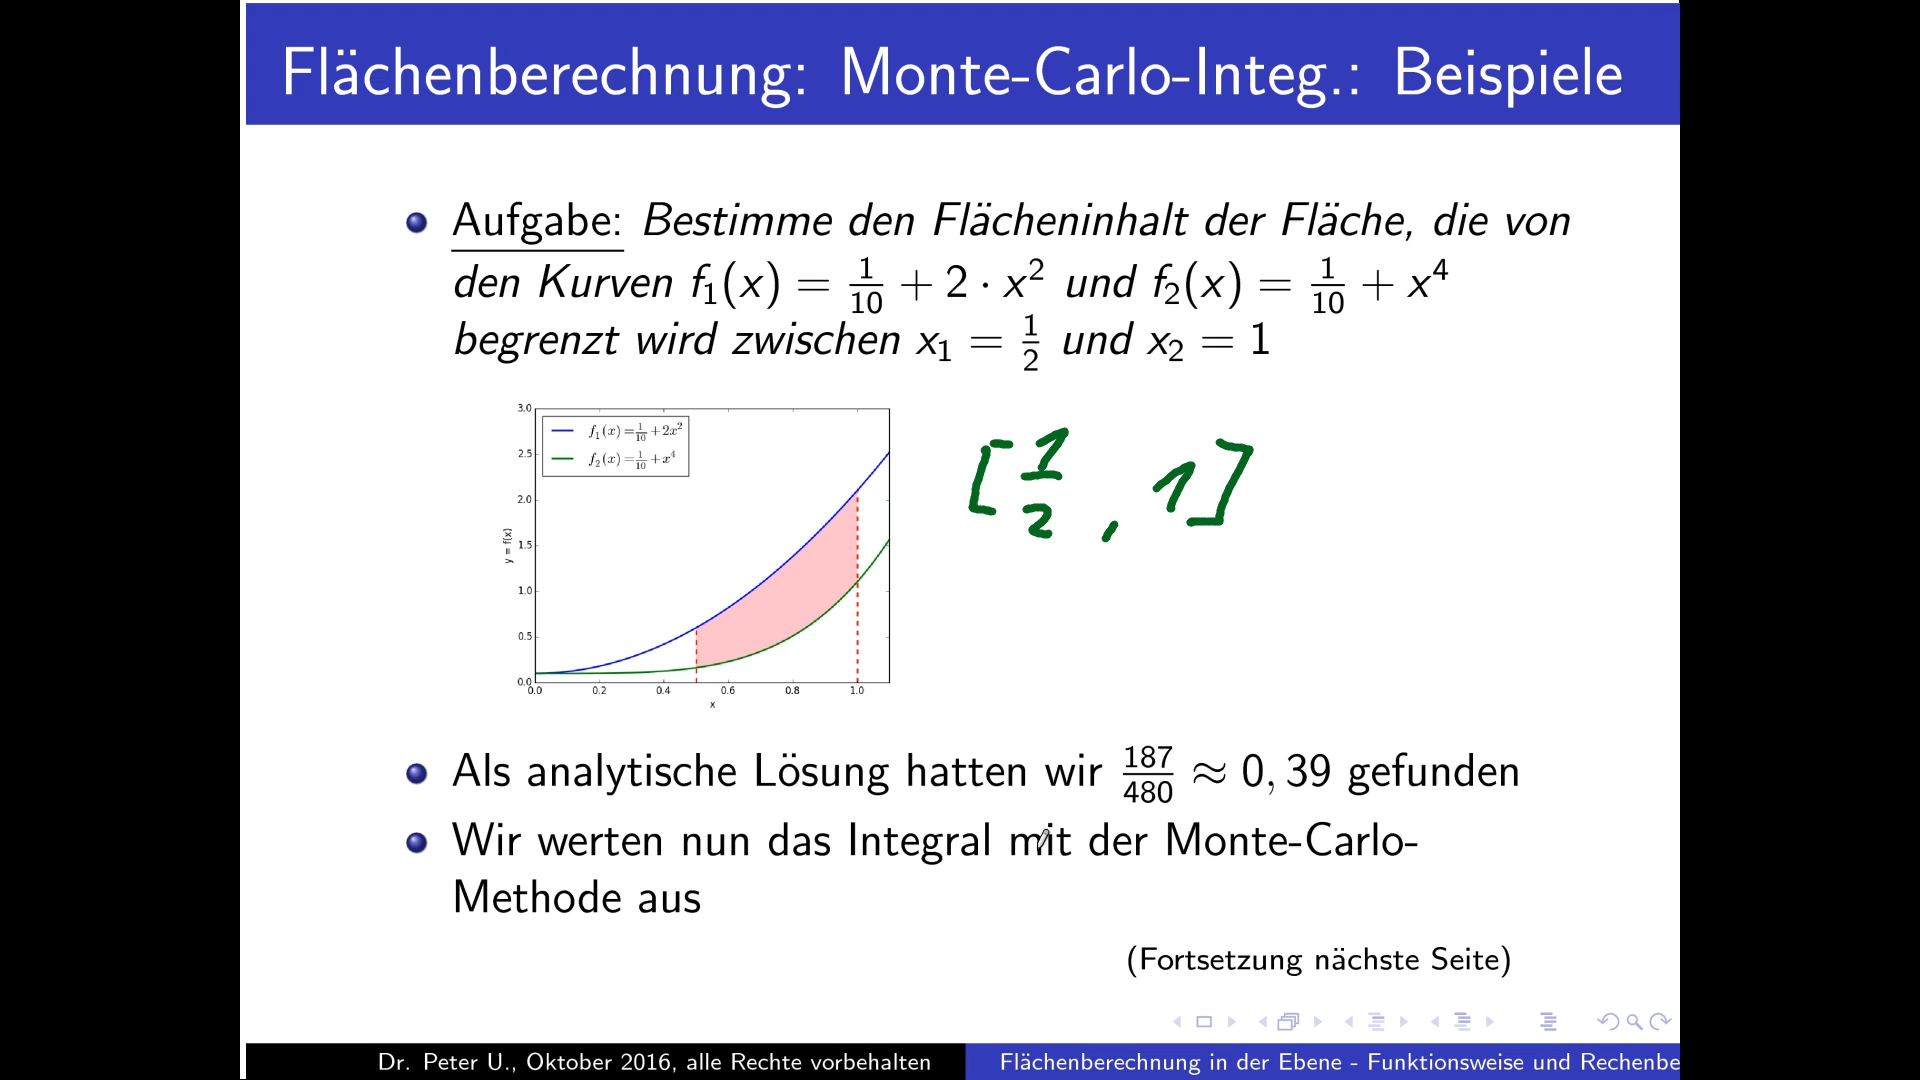 Flächenberechnung: Monte-Carlo-Integ.: Beispiele
Aufgabe: Bestimme den Flächeninhalt der Fläche, die von
den Kurven f₁(x) = 1/10 + 2 · x² und f₂(x) = 1/10 + x⁴
begrenzt wird zwischen x₁ = 1/2 und x₂ = 1
f₁(x) = 1/10 + 2x²
f₂(x) = 1/10 + x⁴
3.0
2.5
2.0
1.5
1.0
0.5
0.0
y = f(x)
0.0 0.2 0.4 0.6 0.8 1.0
x
[1/2, 1]
Als analytische Lösung hatten wir 187/480 ≈ 0, 39 gefunden
Wir werten nun das Integral mit der Monte-Carlo-
Methode aus
(Fortsetzung nächste Seite)
Dr. Peter U., Oktober 2016, alle Rechte vorbehalten
Flächenberechnung in der Ebene - Funktionsweise und Rechenbe